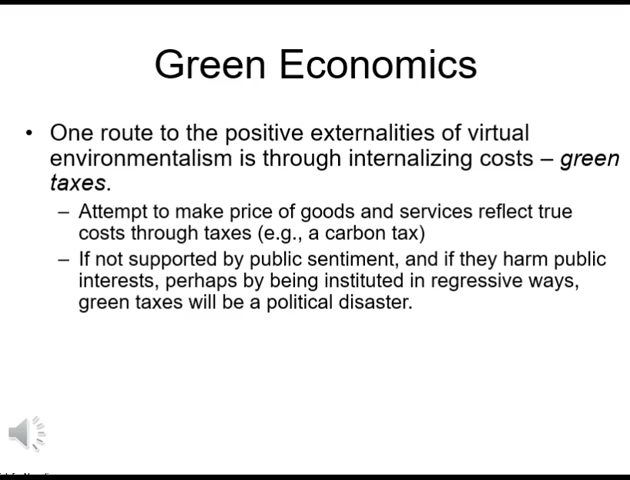 Green Economics
• One route to the positive externalities of virtual
environmentalism is through internalizing costs – green
taxes.
– Attempt to make price of goods and services reflect true
costs through taxes (e.g., a carbon tax)
– If not supported by public sentiment, and if they harm public
interests, perhaps by being instituted in regressive ways,
green taxes will be a political disaster.